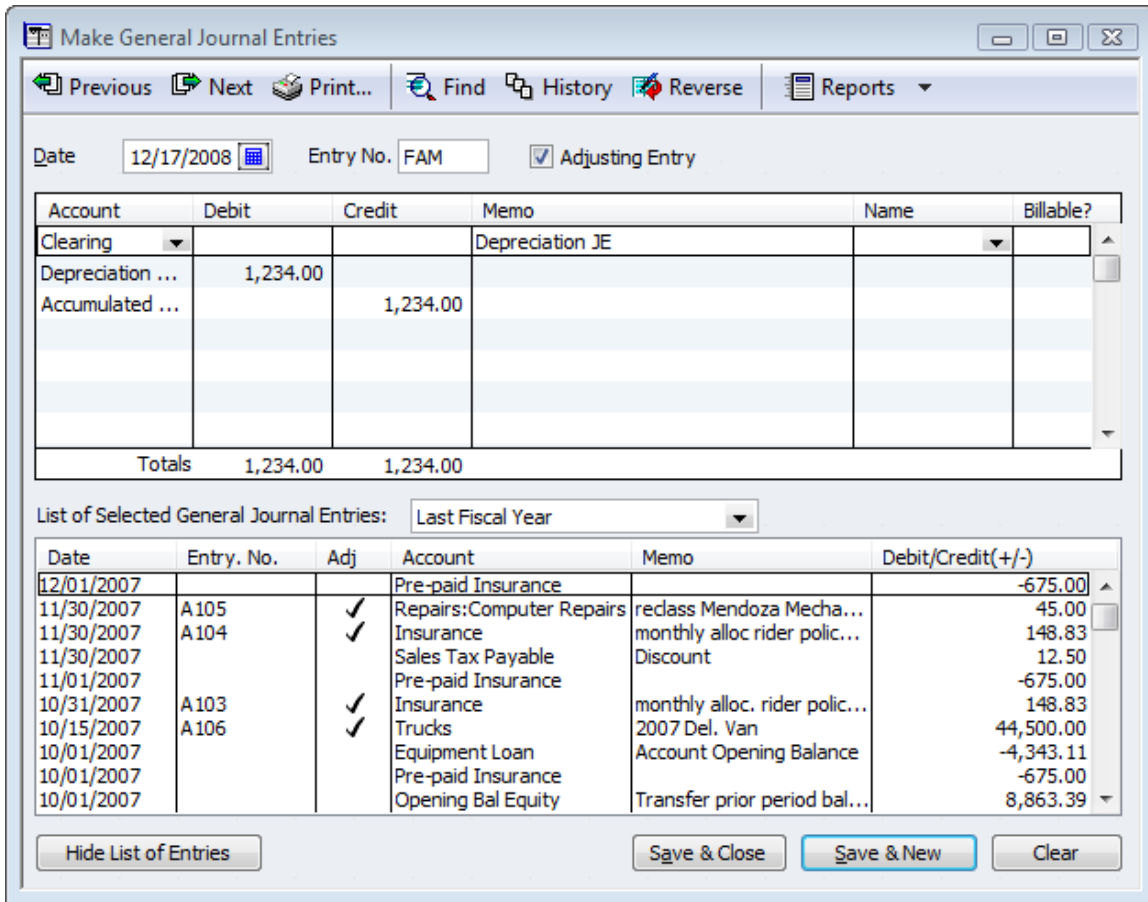 Make General Journal Entries
Previous Next Print... Find History Reverse Reports
Date 12/17/2008 Entry No. FAM Adjusting Entry
Account Debit Credit Memo Name Billable?
Clearing Depreciation JE
Depreciation ... 1,234.00
Accumulated ... 1,234.00
Totals 1,234.00 1,234.00
List of Selected General Journal Entries: Last Fiscal Year
Date Entry. No. Adj Account Memo Debit/Credit(+/-)
12/01/2007 Pre-paid Insurance -675.00
11/30/2007 A105 ✓ Repairs:Computer Repairs reclass Mendoza Mecha... 45.00
11/30/2007 A104 ✓ Insurance monthly alloc rider polic... 148.83
11/30/2007 Sales Tax Payable Discount 12.50
11/01/2007 Pre-paid Insurance -675.00
10/31/2007 A103 ✓ Insurance monthly alloc. rider polic... 148.83
10/15/2007 A106 ✓ Trucks 2007 Del. Van 44,500.00
10/01/2007 Equipment Loan Account Opening Balance -4,343.11
10/01/2007 Pre-paid Insurance -675.00
10/01/2007 Opening Bal Equity Transfer prior period bal... 8,863.39
Hide List of Entries Save & Close Save & New Clear